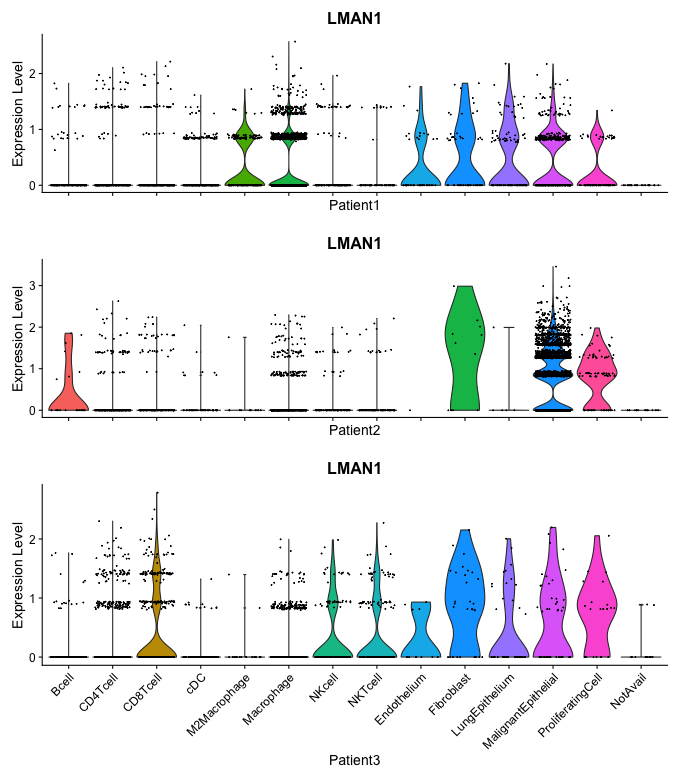 LMAN1
Expression Level
2
1
0
Patient1
LMAN1
Expression Level
3
2
1
0
Patient2
LMAN1
Expression Level
2
1
0
Bcell
CD4Tcell
CD8Tcell
cDC
M2Macrophage
Macrophage
NKcell
NKTcell
Endothelium
Fibroblast
LungEpithelium
MalignantEpithelial
ProliferatingCell
NotAvail
Patient3